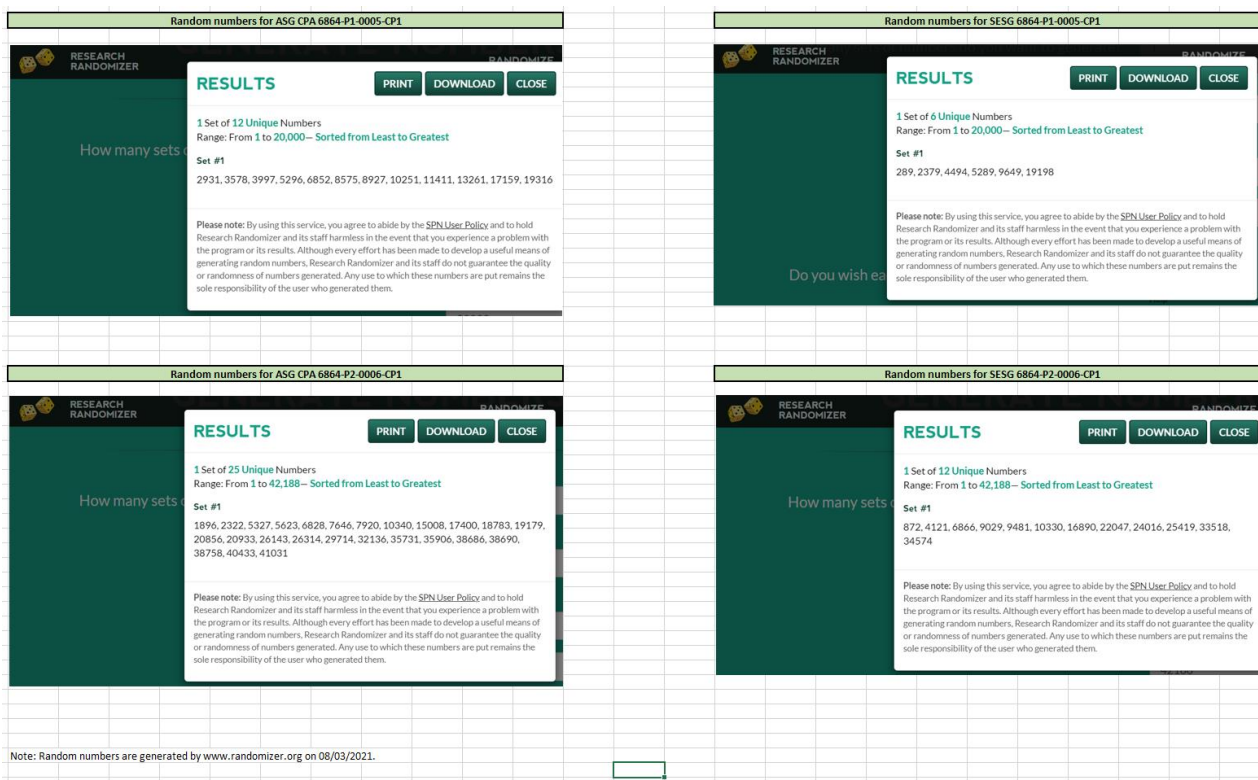 Random numbers for ASG CPA 6864-P1-0005-CP1
RESEARCH
RANDOMIZER
RANDOMIZE
RESULTS
PRINT DOWNLOAD CLOSE
1 Set of 12 Unique Numbers
Range: From 1 to 20,000— Sorted from Least to Greatest
How many sets
Set #1
2931, 3578, 3997, 5296, 6852, 8575, 8927, 10251, 11411, 13261, 17159, 19316
Please note: By using this service, you agree to abide by the SPN User Policy and to hold
Research Randomizer and its staff harmless in the event that you experience a problem with
the program or its results. Although every effort has been made to develop a useful means of
generating random numbers, Research Randomizer and its staff do not guarantee the quality
or randomness of numbers generated. Any use to which these numbers are put remains the
sole responsibility of the user who generated them.
Random numbers for SESG 6864-P1-0005-CP1
RESEARCH
RANDOMIZER
RANDOMIZE
RESULTS
PRINT DOWNLOAD CLOSE
1 Set of 6 Unique Numbers
Range: From 1 to 20,000— Sorted from Least to Greatest
Set #1
289, 2379, 4494, 5289, 9649, 19198
Please note: By using this service, you agree to abide by the SPN User Policy and to hold
Research Randomizer and its staff harmless in the event that you experience a problem with
the program or its results. Although every effort has been made to develop a useful means of
generating random numbers, Research Randomizer and its staff do not guarantee the quality
or randomness of numbers generated. Any use to which these numbers are put remains the
sole responsibility of the user who generated them.
Do you wish ea
Random numbers for ASG CPA 6864-P2-0006-CP1
RESEARCH
RANDOMIZER
RANDOMIZE
RESULTS
PRINT DOWNLOAD CLOSE
1 Set of 25 Unique Numbers
Range: From 1 to 42,188— Sorted from Least to Greatest
How many sets
Set #1
1896, 2322, 5327, 5623, 6828, 7646, 7920, 10340, 15008, 17400, 18783, 19179,
20856, 20933, 26143, 26314, 29714, 32136, 35731, 35906, 38686, 38690,
38758, 40433, 41031
Please note: By using this service, you agree to abide by the SPN User Policy and to hold
Research Randomizer and its staff harmless in the event that you experience a problem with
the program or its results. Although every effort has been made to develop a useful means of
generating random numbers, Research Randomizer and its staff do not guarantee the quality
or randomness of numbers generated. Any use to which these numbers are put remains the
sole responsibility of the user who generated them.
Random numbers for SESG 6864-P2-0006-CP1
RESEARCH
RANDOMIZER
RANDOMIZE
RESULTS
PRINT DOWNLOAD CLOSE
1 Set of 12 Unique Numbers
Range: From 1 to 42,188— Sorted from Least to Greatest
How many sets
Set #1
872, 4121, 6866, 9029, 9481, 10330, 16890, 22047, 24016, 25419, 33518,
34574
Please note: By using this service, you agree to abide by the SPN User Policy and to hold
Research Randomizer and its staff harmless in the event that you experience a problem with
the program or its results. Although every effort has been made to develop a useful means of
generating random numbers, Research Randomizer and its staff do not guarantee the quality
or randomness of numbers generated. Any use to which these numbers are put remains the
sole responsibility of the user who generated them.
Note: Random numbers are generated by www.randomizer.org on 08/03/2021.